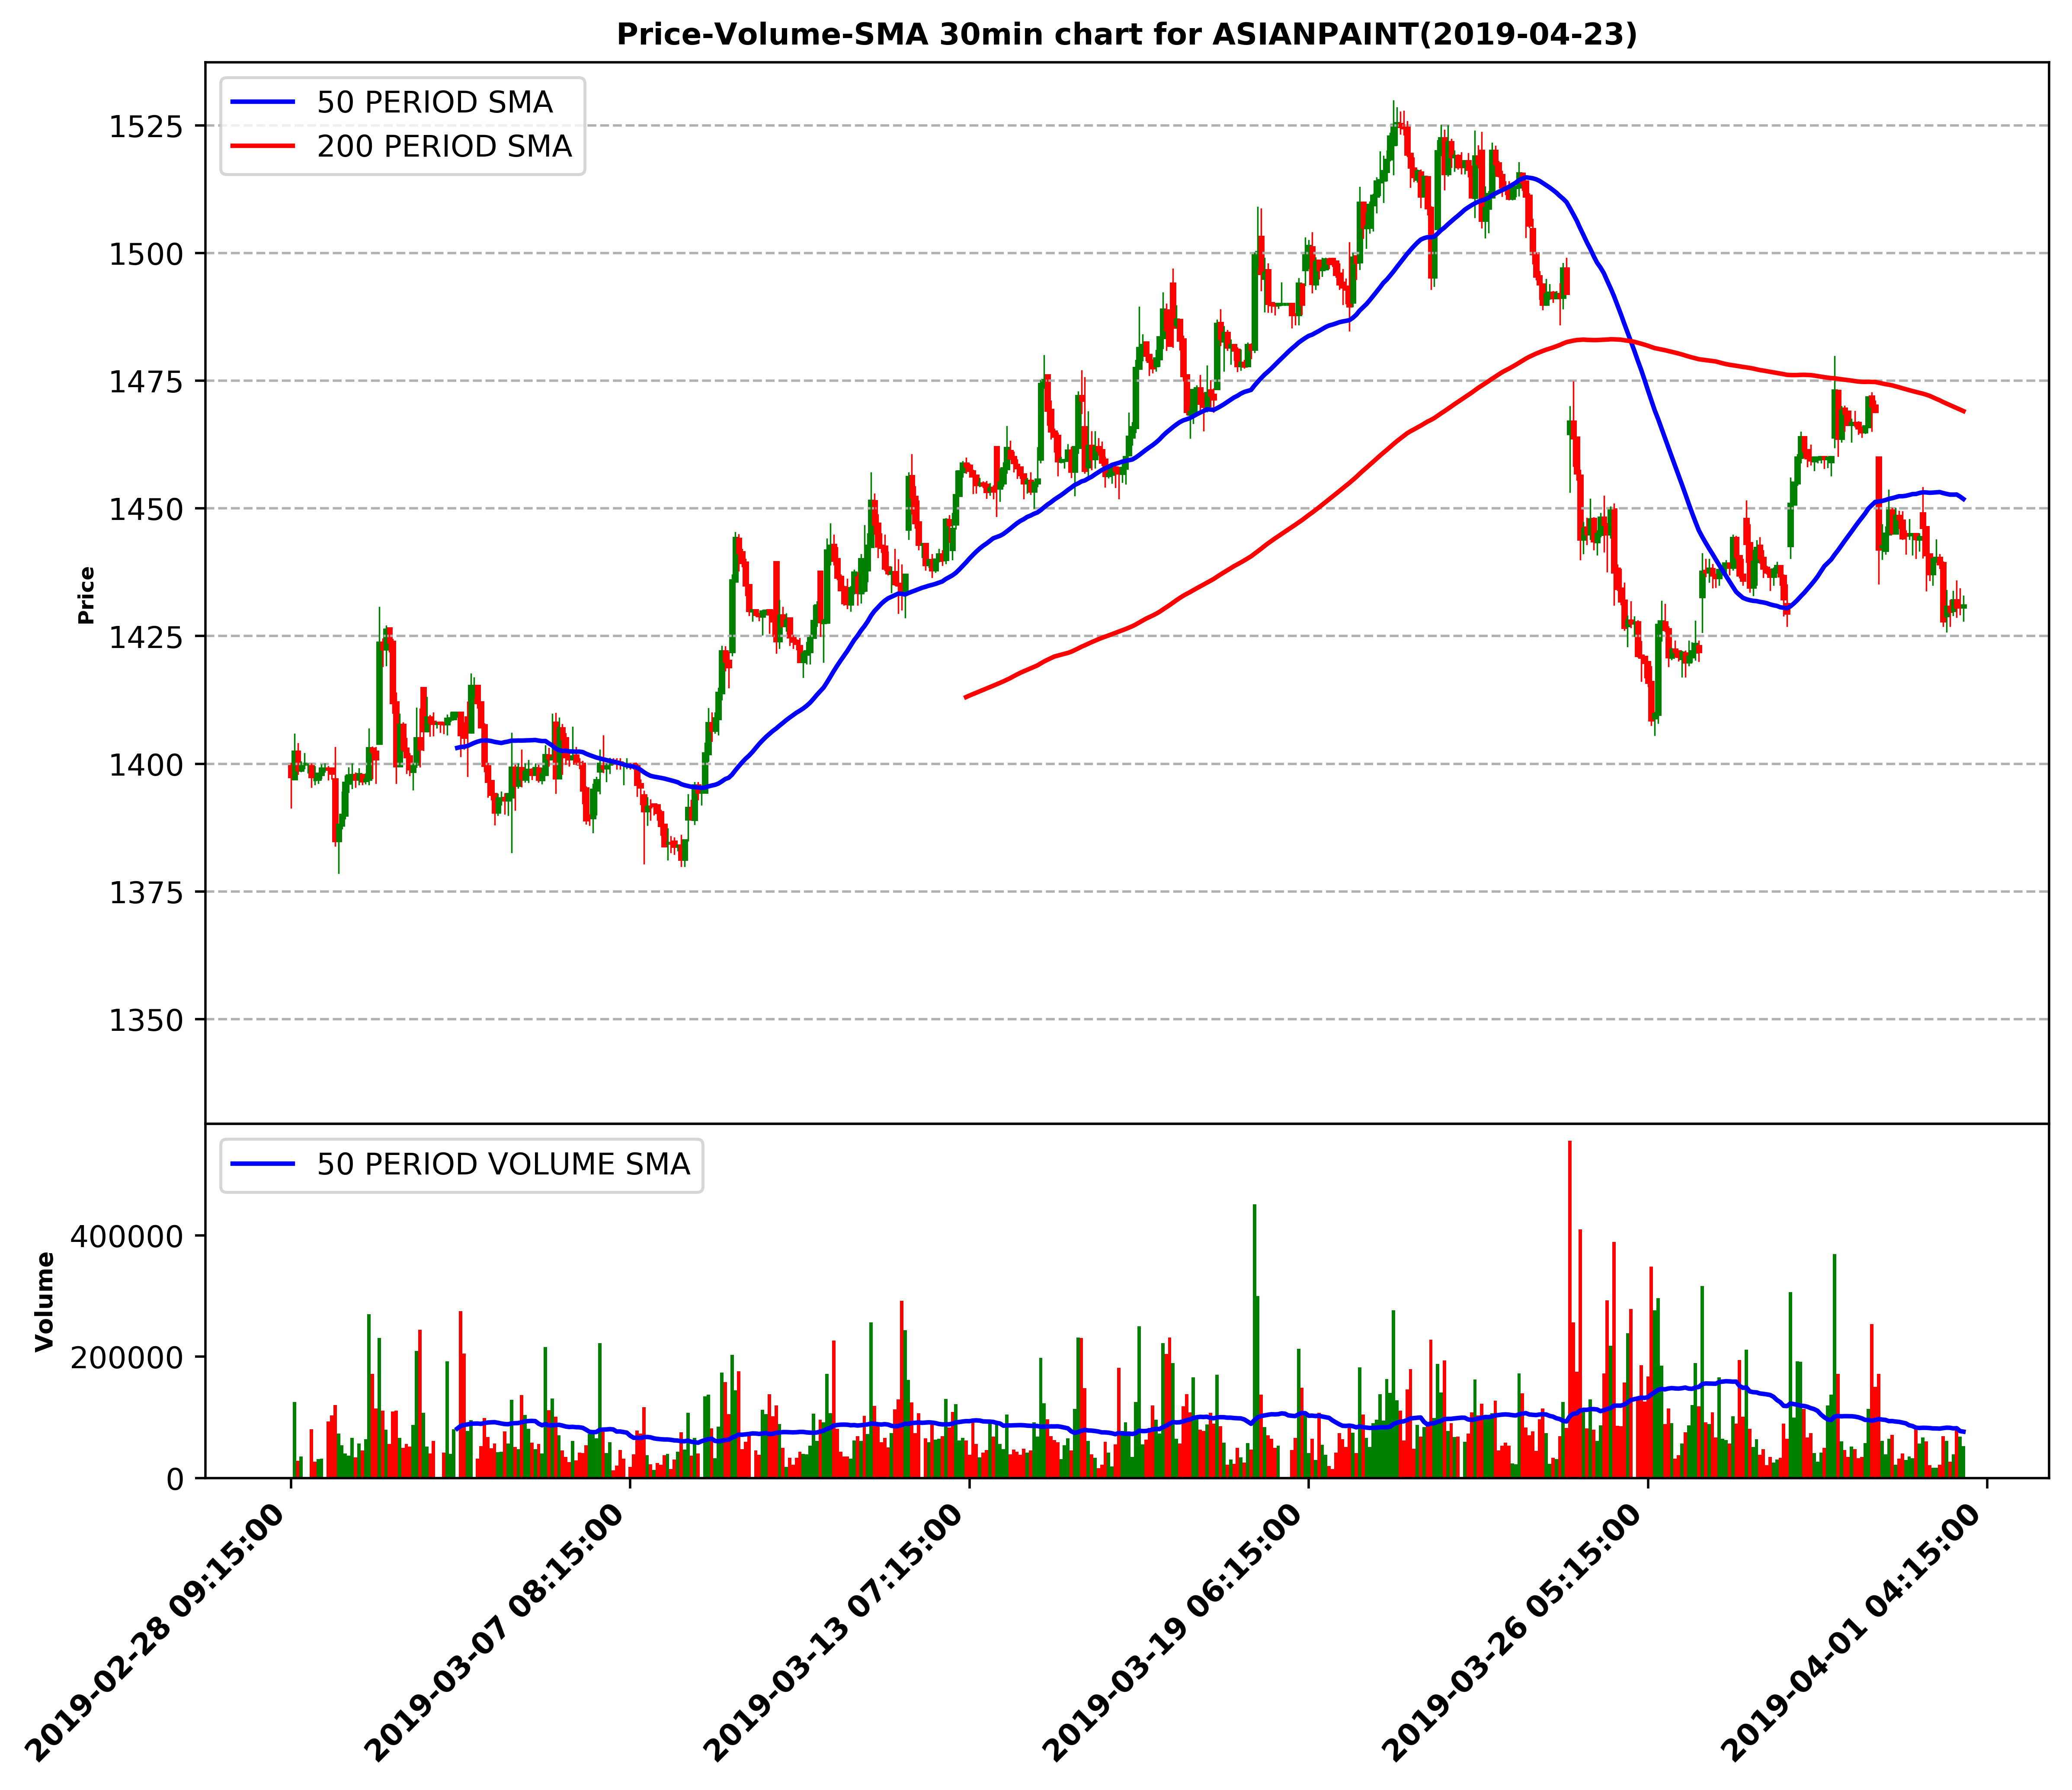 Price-Volume-SMA 30min chart for ASIANPAINT(2019-04-23)
50 PERIOD SMA
200 PERIOD SMA
1525
1500
1475
1450
1425
1400
1375
1350
Price
50 PERIOD VOLUME SMA
400000
200000
0
Volume
2019-02-28 09:15:00
2019-03-07 08:15:00
2019-03-13 07:15:00
2019-03-19 06:15:00
2019-03-26 05:15:00
2019-04-01 04:15:00